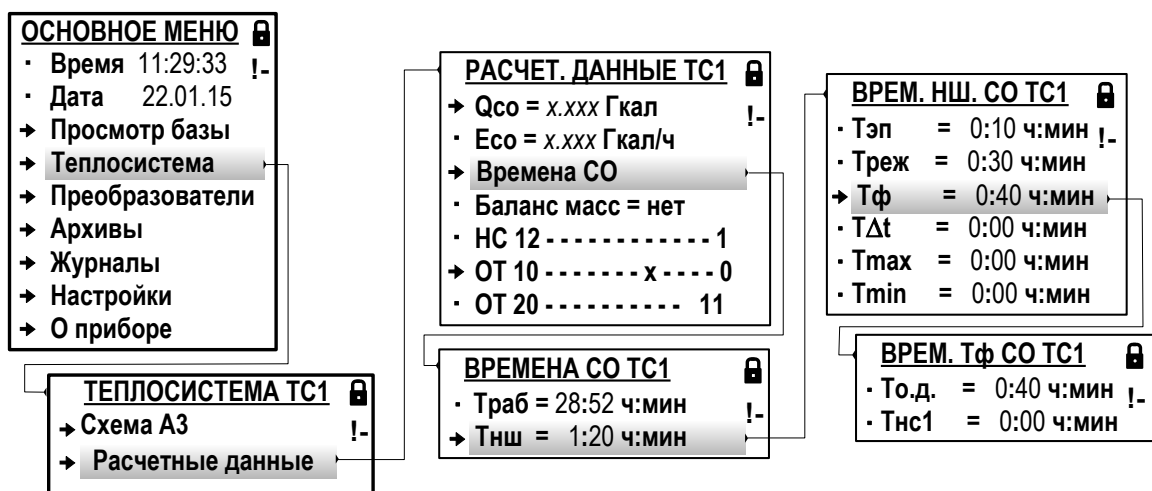 ОСНОВНОЕ МЕНЮ
· Время 11:29:33 !-
· Дата 22.01.15
→ Просмотр базы
→ Теплосистема
→ Преобразователи
→ Архивы
→ Журналы
→ Настройки
→ О приборе
ТЕПЛОСИСТЕМА ТС1
→ Схема А3 !-
→ Расчетные данные
РАСЧЕТ. ДАННЫЕ ТС1
→ Qсо = x.xxx Гкал !-
· Eсо = x.xxx Гкал/ч
→ Времена СО
· Баланс масс = нет
· НС 12 - - - - - - - - - - - - 1
→ ОТ 10 - - - - - - - x - - - - 0
· ОТ 20 - - - - - - - - - - 11
ВРЕМЕНА СО ТС1
· Траб = 28:52 ч:мин !-
→ Тнш = 1:20 ч:мин
ВРЕМ. НШ. СО ТС1
· Тэп = 0:10 ч:мин !-
· Треж = 0:30 ч:мин
→ Тф = 0:40 ч:мин
· ТΔt = 0:00 ч:мин
· Tmax = 0:00 ч:мин
· Tmin = 0:00 ч:мин
ВРЕМ. Тф СО ТС1
· То.д. = 0:40 ч:мин !-
· Тнс1 = 0:00 ч:мин